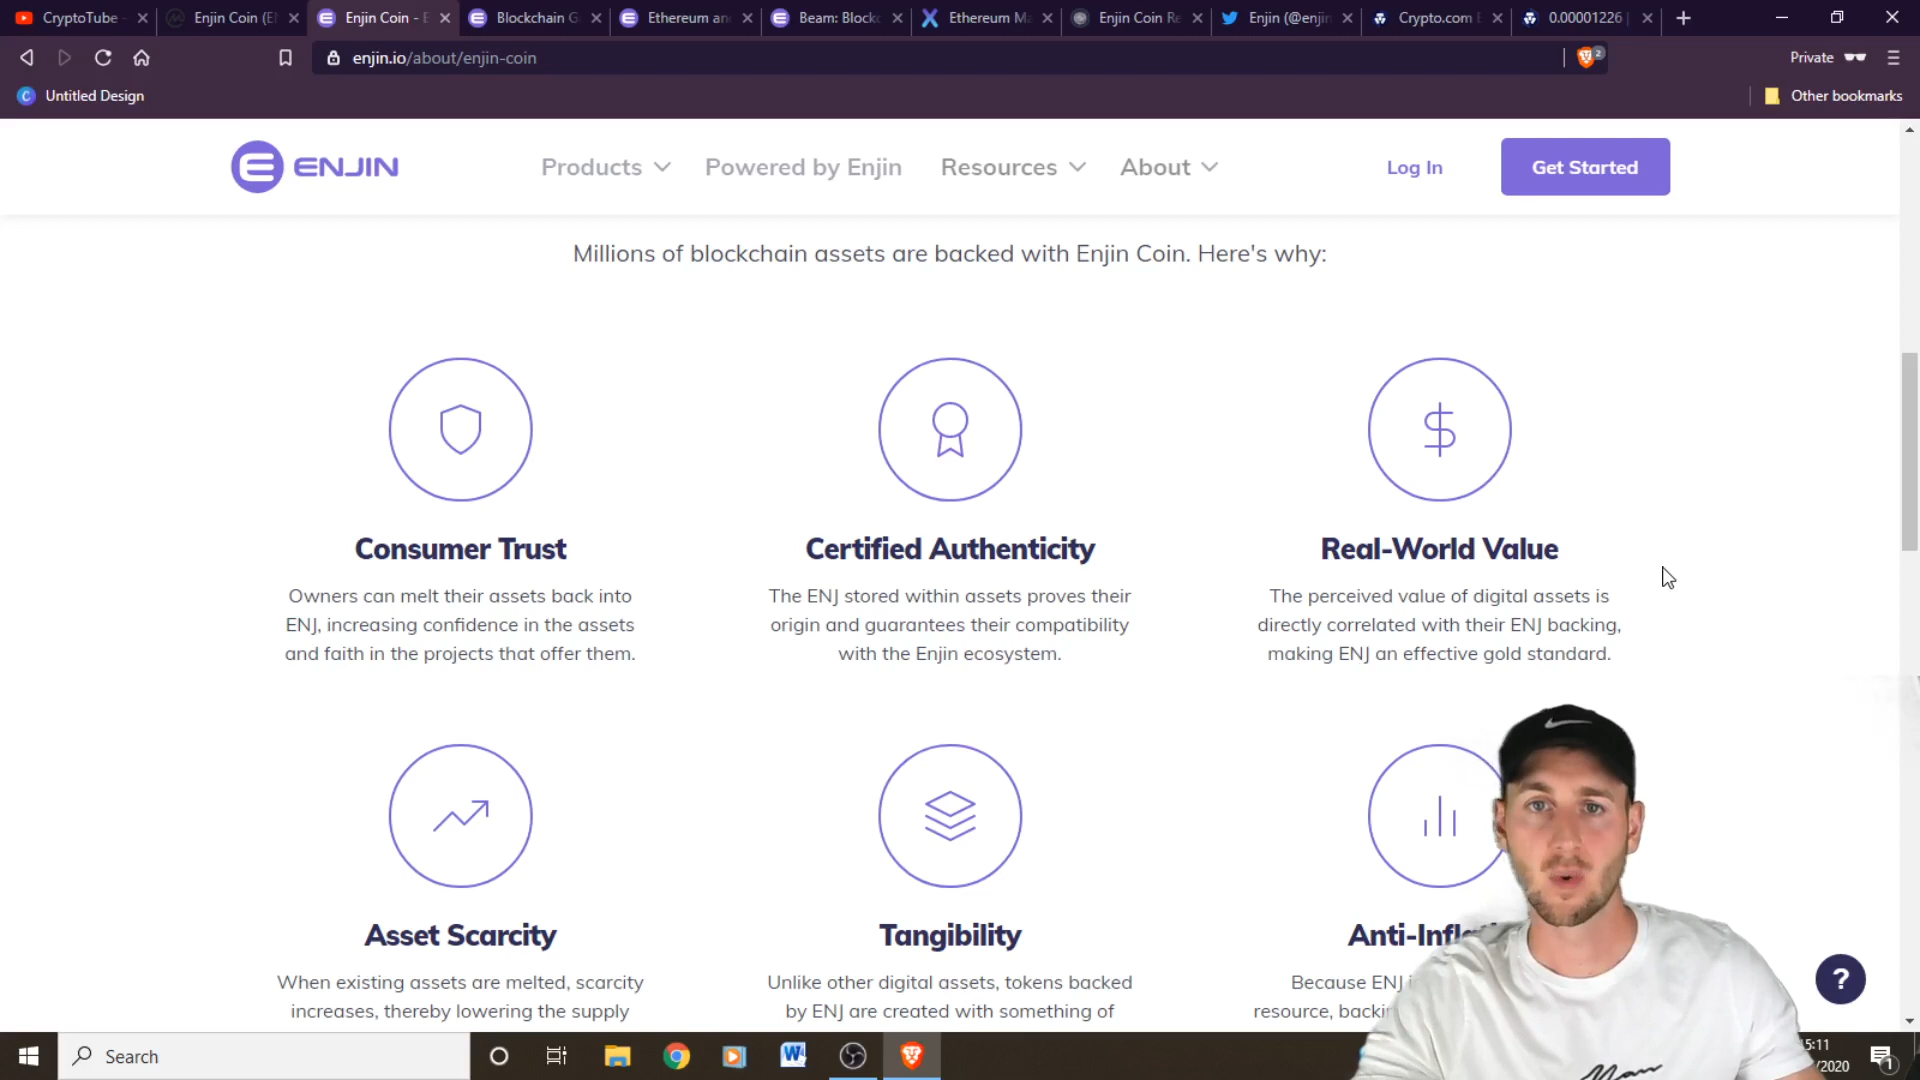 CryptoTube
Enjin Coin (E
Enjin Coin - E
Blockchain G
Ethereum an
Beam: Block
Ethereum M
Enjin Coin Re
Enjin (@enjin
Crypto.com E
0.00001226 |
enjin.io/about/enjin-coin
2
Private
C Untitled Design
Other bookmarks
ENJIN
Products
Powered by Enjin
Resources
About
Log In
Get Started
Millions of blockchain assets are backed with Enjin Coin. Here's why:
Consumer Trust
Owners can melt their assets back into
ENJ, increasing confidence in the assets
and faith in the projects that offer them.
Certified Authenticity
The ENJ stored within assets proves their
origin and guarantees their compatibility
with the Enjin ecosystem.
$
Real-World Value
The perceived value of digital assets is
directly correlated with their ENJ backing,
making ENJ an effective gold standard.
Asset Scarcity
When existing assets are melted, scarcity
increases, thereby lowering the supply
Tangibility
Unlike other digital assets, tokens backed
by ENJ are created with something of
Anti-Infl
Because ENJ i
resource, backi
?
Search
5:11
/2020
1